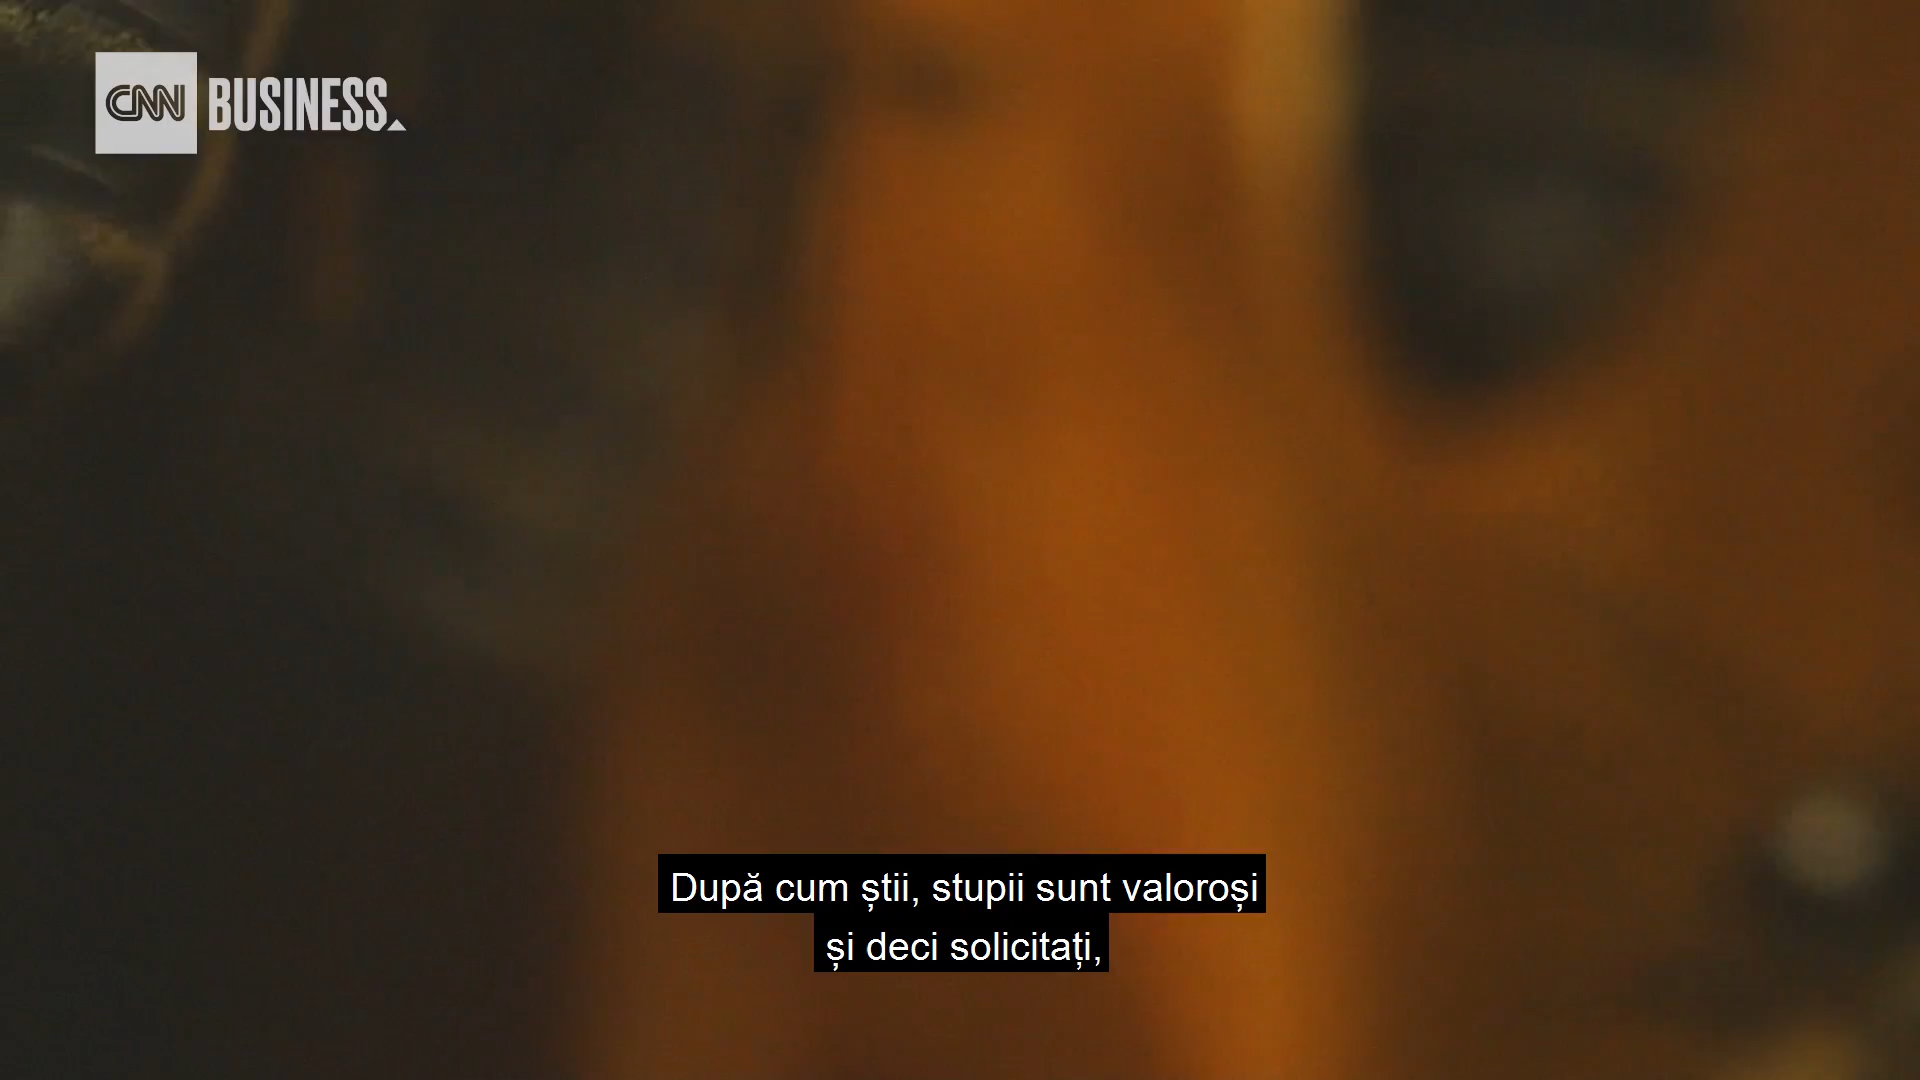 CNN BUSINESS
După cum știi, stupii sunt valoroși
și deci solicitați,